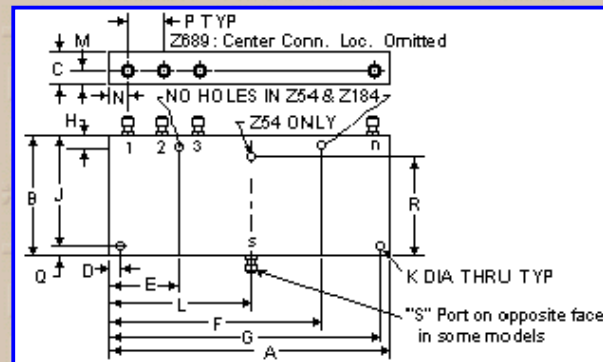 P TYP
M
Z689: Center Conn. Loc. Omitted
C
N
NO HOLES IN Z54 & Z184
H
Z54 ONLY
1 2 3 n
B J R
S
Q D
E
K DIA THRU TYP
L
"S" Port on opposite face
F
in some models
G
A